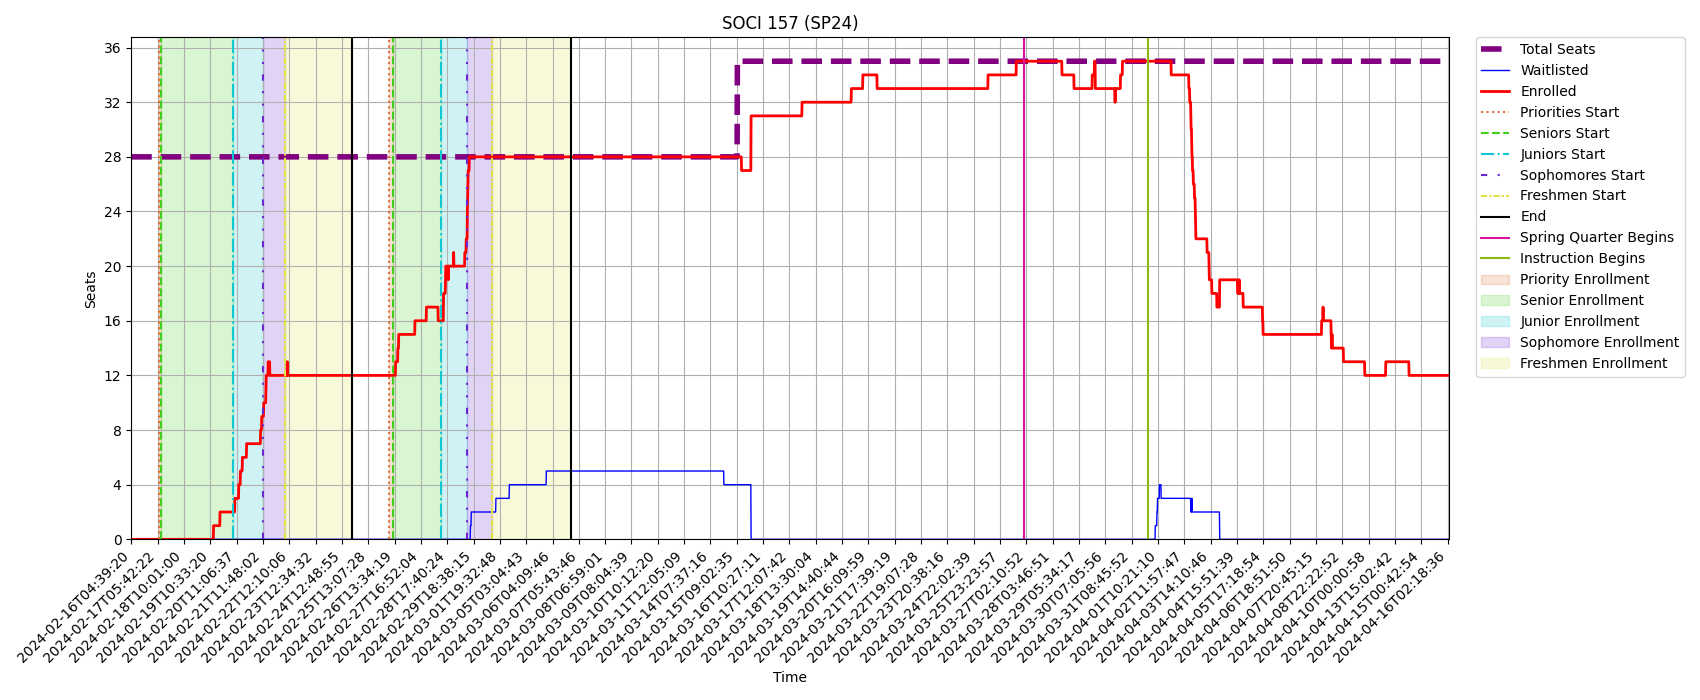 SOCI 157 (SP24)
Seats
36
32
28
24
20
16
12
8
4
0
2024-02-16T04:39:20
2024-02-17T05:42:22
2024-02-18T10:01:00
2024-02-19T10:33:20
2024-02-20T11:06:37
2024-02-21T11:48:02
2024-02-22T12:10:06
2024-02-23T12:34:32
2024-02-24T12:48:55
2024-02-25T13:07:28
2024-02-26T13:34:19
2024-02-27T16:52:04
2024-02-28T17:40:24
2024-02-29T18:38:15
2024-03-01T19:32:48
2024-03-05T03:04:43
2024-03-06T04:09:46
2024-03-07T05:43:46
2024-03-08T06:59:01
2024-03-09T08:04:39
2024-03-10T10:12:20
2024-03-11T12:05:09
2024-03-14T07:37:16
2024-03-15T09:02:35
2024-03-16T10:27:11
2024-03-17T12:07:42
2024-03-18T13:30:04
2024-03-19T14:40:44
2024-03-20T16:09:59
2024-03-21T17:39:19
2024-03-22T19:07:28
2024-03-23T20:38:16
2024-03-24T22:02:39
2024-03-25T23:23:57
2024-03-27T02:10:52
2024-03-28T03:46:51
2024-03-29T05:34:17
2024-03-30T07:05:56
2024-03-31T08:45:52
2024-04-01T10:21:10
2024-04-02T11:57:47
2024-04-03T14:10:46
2024-04-04T15:51:39
2024-04-05T17:18:54
2024-04-06T18:51:50
2024-04-07T20:45:15
2024-04-08T22:22:52
2024-04-10T00:00:58
2024-04-13T15:02:42
2024-04-15T00:42:54
2024-04-16T02:18:36
Time
Total Seats
Waitlisted
Enrolled
Priorities Start
Seniors Start
Juniors Start
Sophomores Start
Freshmen Start
End
Spring Quarter Begins
Instruction Begins
Priority Enrollment
Senior Enrollment
Junior Enrollment
Sophomore Enrollment
Freshmen Enrollment